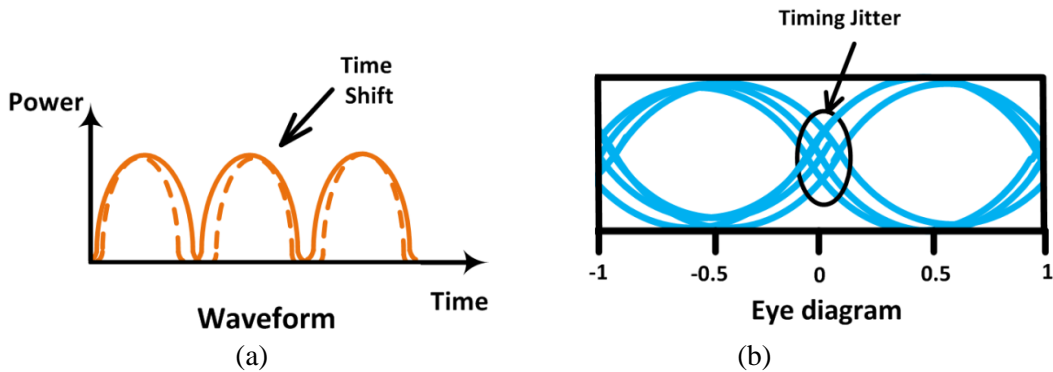 Power
Time
Shift
Time
Waveform
(a)
Timing Jitter
-1
-0.5
0
0.5
1
Eye diagram
(b)